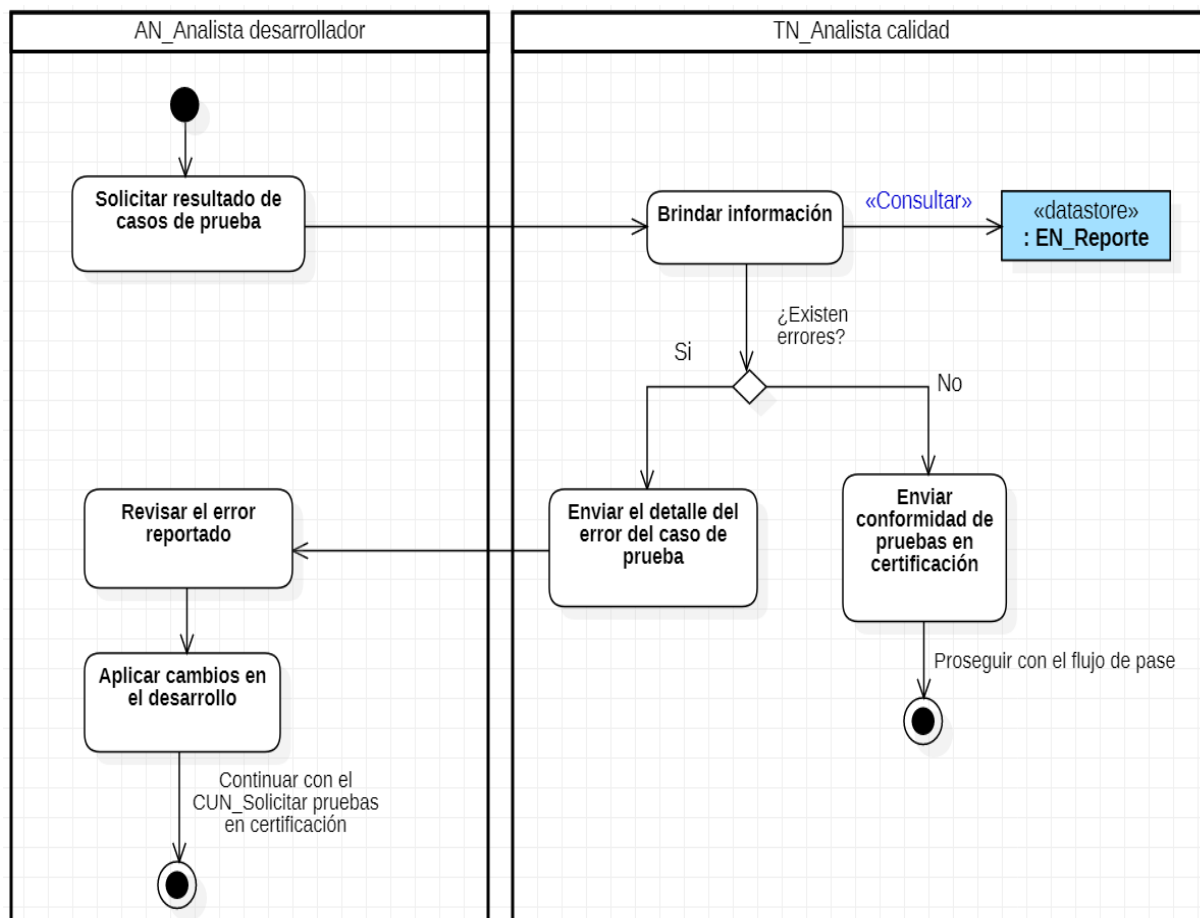 AN_Analista desarrollador
TN_Analista calidad
Solicitar resultado de
casos de prueba
Brindar información
«Consultar»
«datastore»
: EN_Reporte
¿Existen
errores?
Si
No
Revisar el error
reportado
Enviar el detalle del
error del caso de
prueba
Enviar
conformidad de
pruebas en
certificación
Aplicar cambios en
el desarrollo
Proseguir con el flujo de pase
Continuar con el
CUN_Solicitar pruebas
en certificación